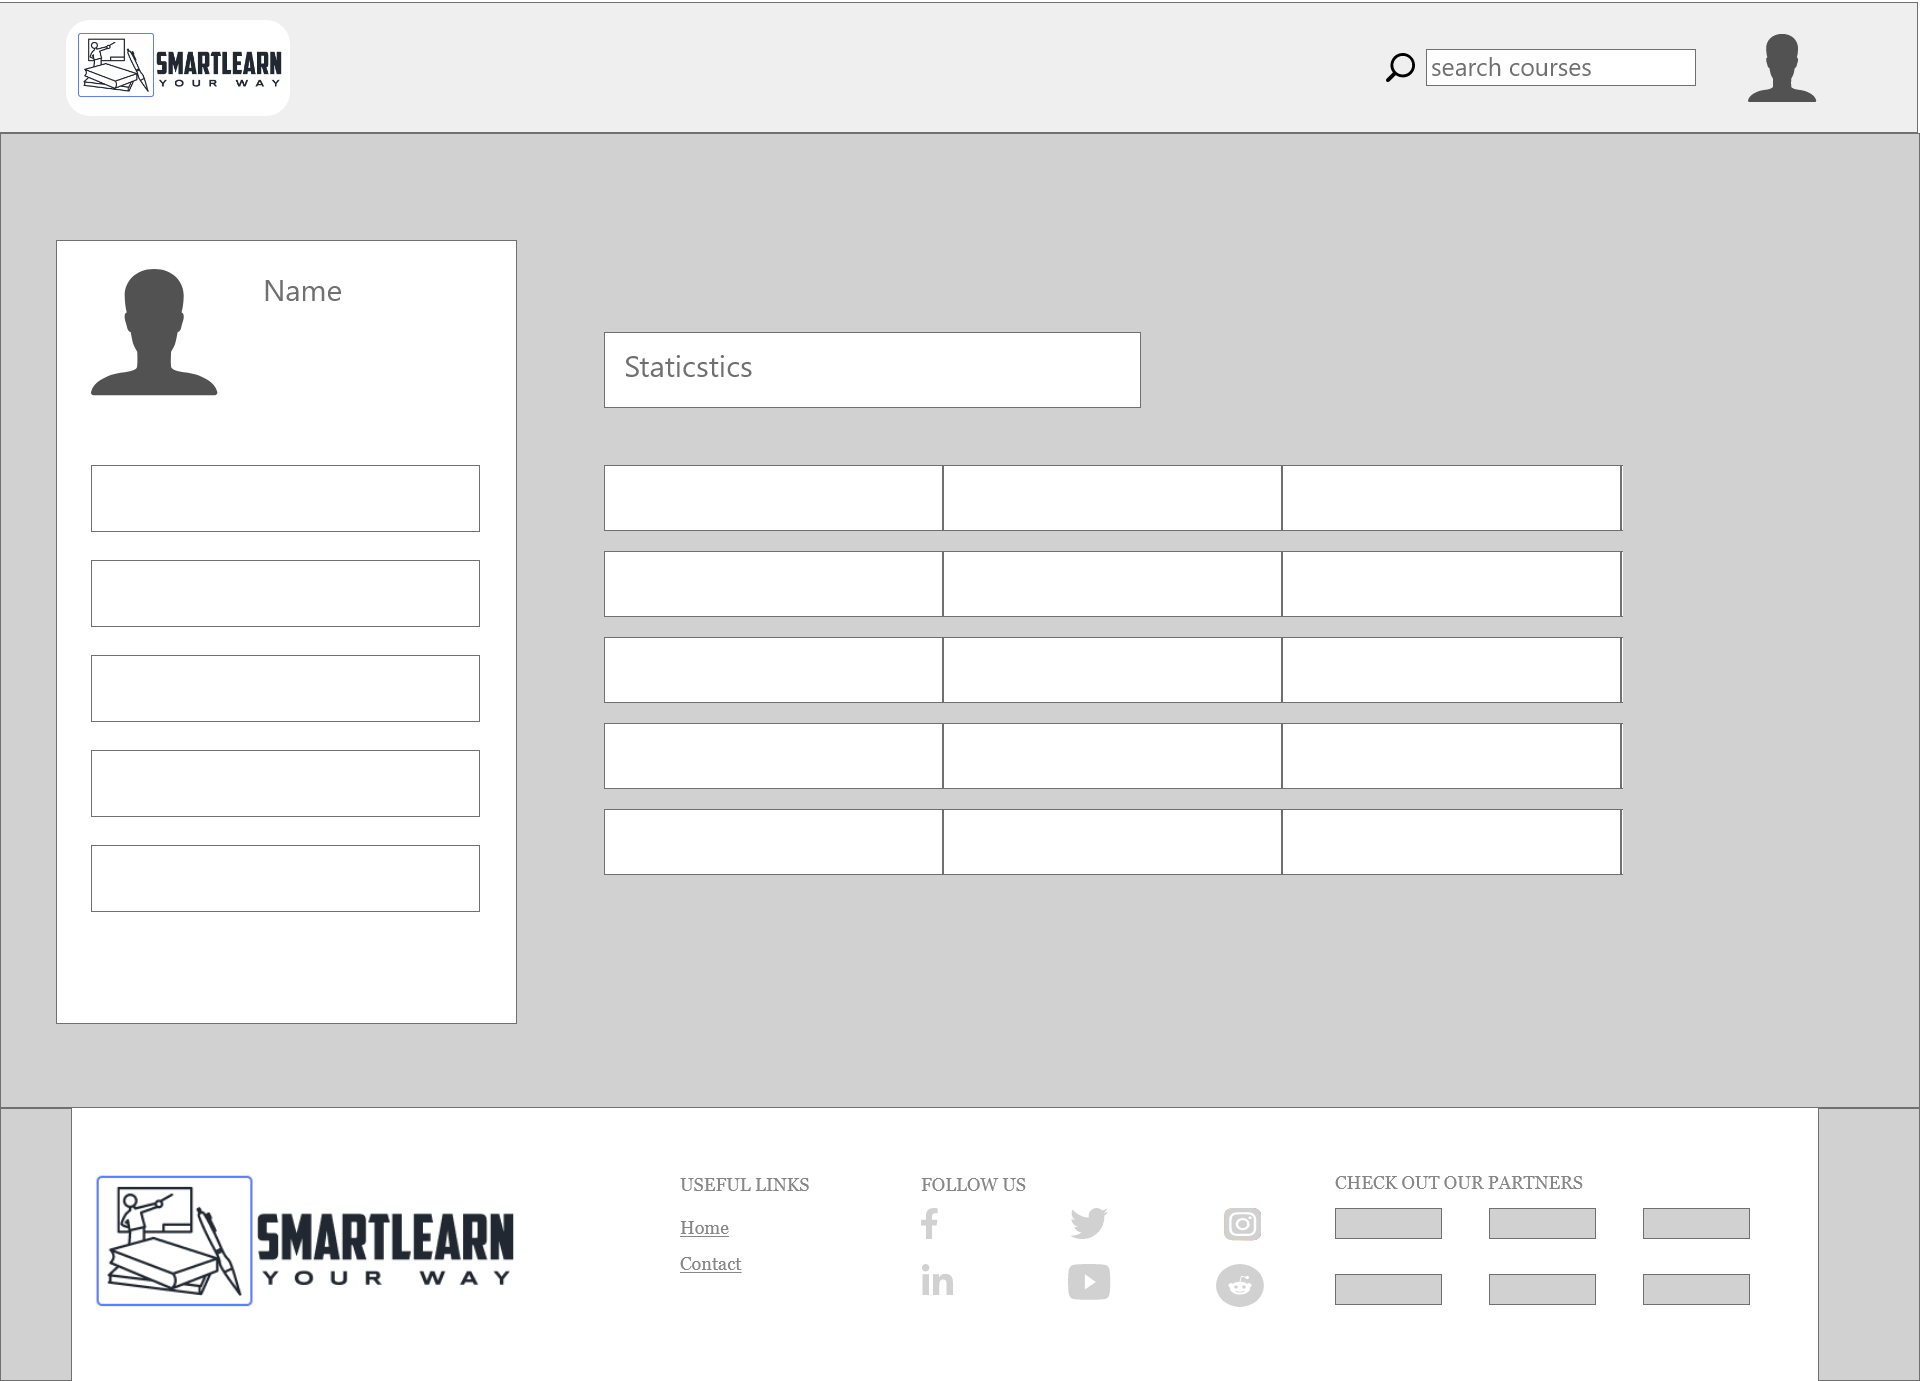 SMARTLEARN
YOUR WAY
search courses
Name
Staticstics
SMARTLEARN
YOUR WAY
USEFUL LINKS
Home
Contact
FOLLOW US
CHECK OUT OUR PARTNERS